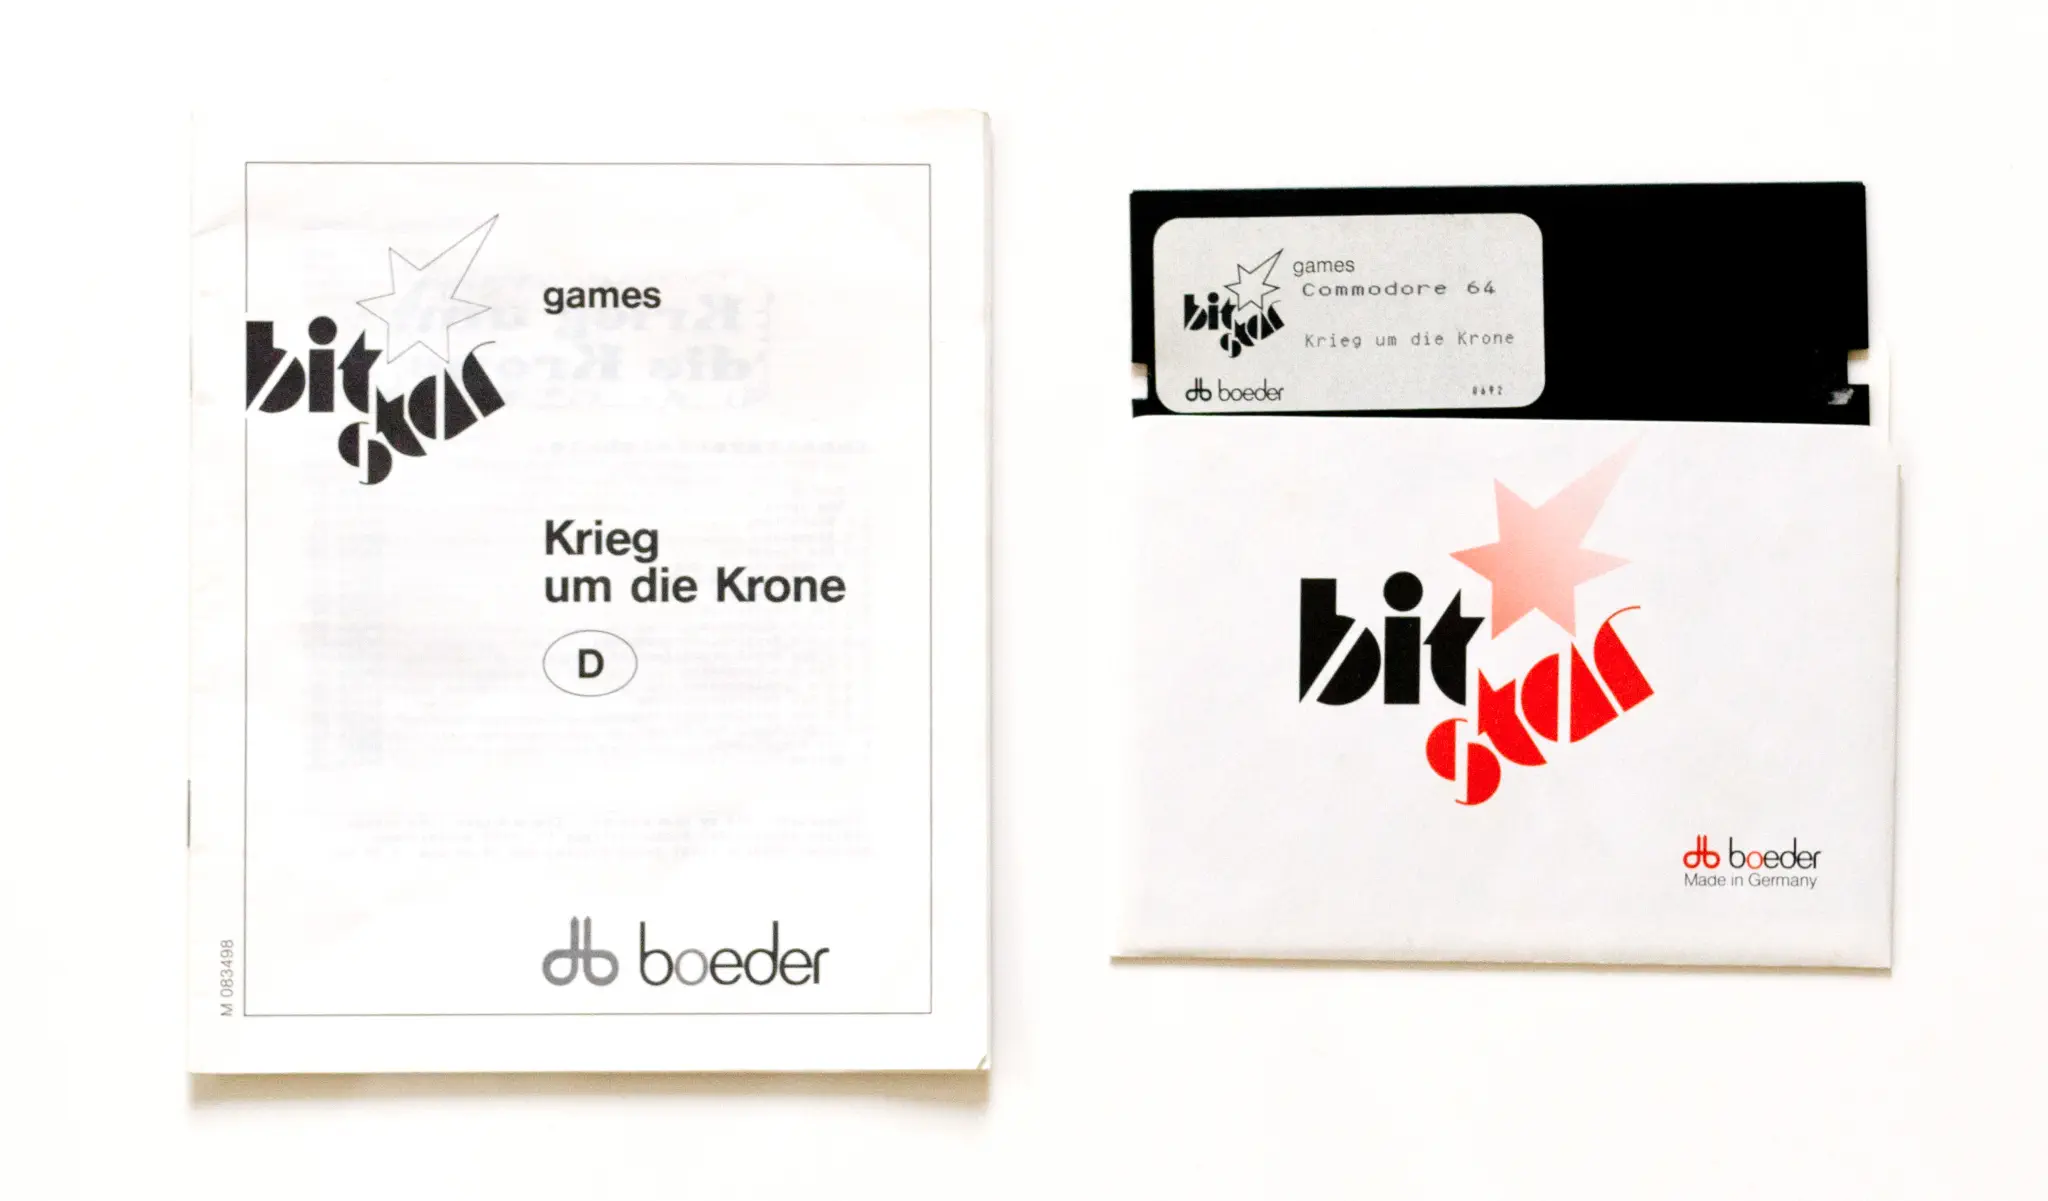 games
bit
star
Krieg
um die Krone
D
boeder
M 083498
games
Commodore 64
bit
star
Krieg um die Krone
boeder
0692
bit
star
boeder
Made in Germany